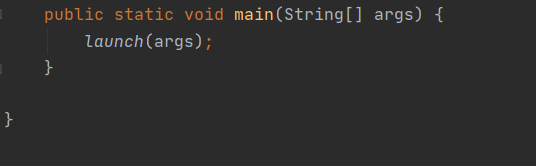 public static void main(String[] args) {
launch(args);
}
}